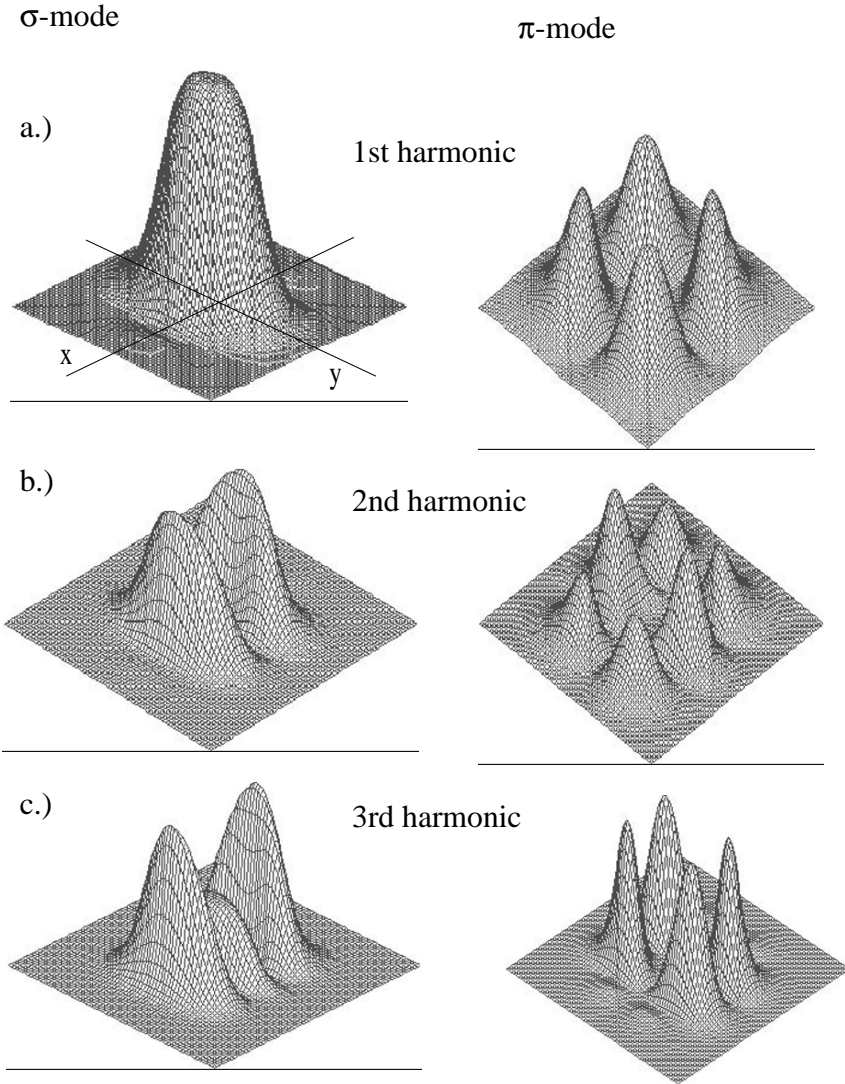 σ-mode
π-mode
a.)
1st harmonic
x
y
b.)
2nd harmonic
c.)
3rd harmonic